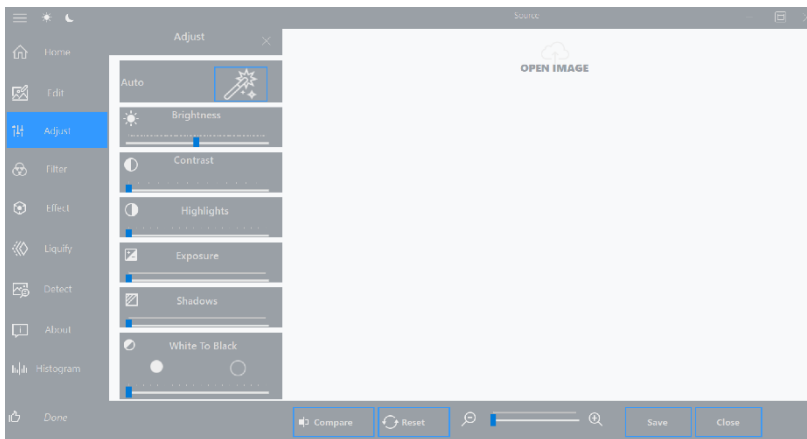 Source
Home
Edit
Adjust
Filter
Effect
Liquify
Detect
About
Histogram
Done
Adjust
Auto
Brightness
Contrast
Highlights
Exposure
Shadows
White To Black
OPEN IMAGE
Compare
Reset
Save
Close